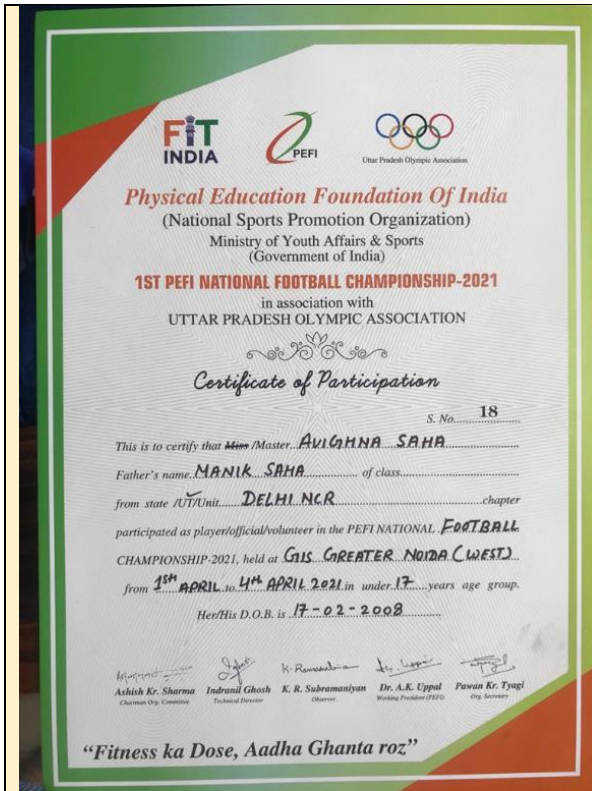 FIT
INDIA
PEFI
Uttar Pradesh Olympic Association
Physical Education Foundation Of India
(National Sports Promotion Organization)
Ministry of Youth Affairs & Sports
(Government of India)
1ST PEFI NATIONAL FOOTBALL CHAMPIONSHIP-2021
in association with
UTTAR PRADESH OLYMPIC ASSOCIATION
Certificate of Participation
S. No. 18
This is to certify that Miss /Master AVIGHNA SAHA
Father's name MANIK SAHA of class
from state /UT/Unit DELHI NCR chapter
participated as player/official/volunteer in the PEFI NATIONAL FOOTBALL
CHAMPIONSHIP-2021, held at GIS GREATER NOIDA (WEST)
from 1st APRIL to 4th APRIL 2021 in under 17 years age group.
Her/His D.O.B. is 17-02-2008
Ashish Kr. Sharma Indranil Ghosh K. R. Subramaniyan Dr. A.K. Uppal Pawan Kr. Tyagi
Chairman Org. Committee Technical Director Observer Working President (PEFI) Org. Secretary
"Fitness ka Dose, Aadha Ghanta roz"